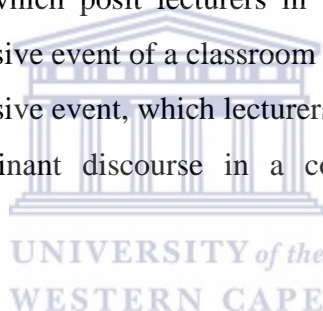 which posit lecturers in
sive event of a classroom
sive event, which lecturers
inant discourse in a co
UNIVERSITY of the
WESTERN CAPE